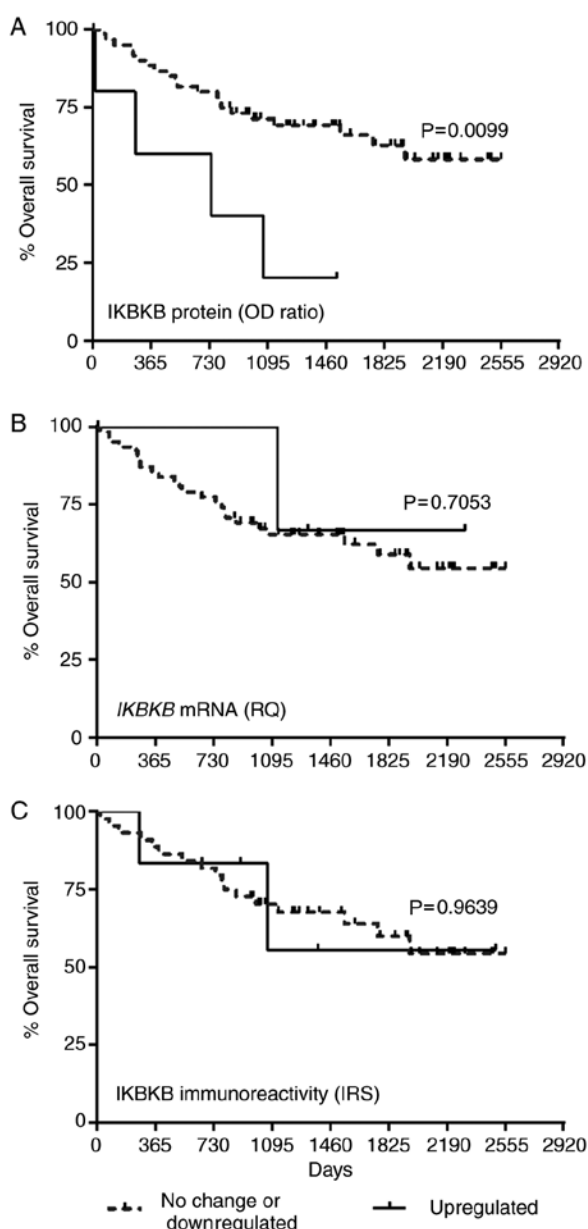 A
100
75
50
25
0
% Overall survival
P=0.0099
IKBKB protein (OD ratio)
0 365 730 1095 1460 1825 2190 2555 2920
B
100
75
50
25
0
% Overall survival
P=0.7053
IKBKB mRNA (RQ)
0 365 730 1095 1460 1825 2190 2555 2920
C
100
75
50
25
0
% Overall survival
P=0.9639
IKBKB immunoreactivity (IRS)
0 365 730 1095 1460 1825 2190 2555 2920
Days
No change or
downregulated
Upregulated